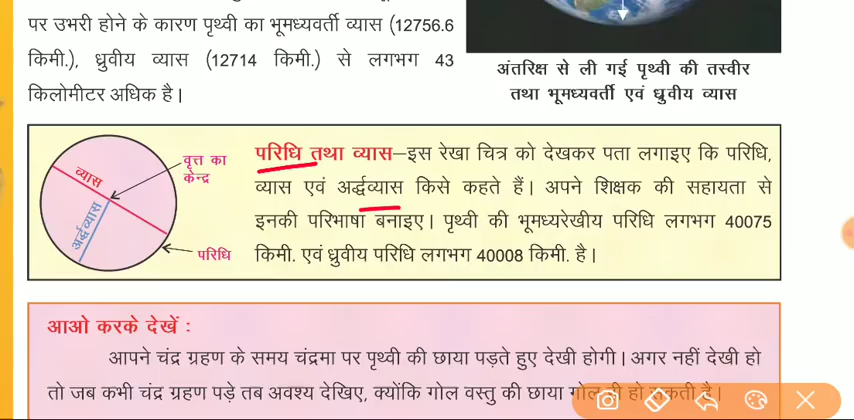 पर उभरी होने के कारण पृथ्वी का भूमध्यवर्ती व्यास (12756.6
किमी.), ध्रुवीय व्यास (12714 किमी.) से लगभग 43
किलोमीटर अधिक है।
अंतरिक्ष से ली गई पृथ्वी की तस्वीर
तथा भूमध्यवर्ती एवं ध्रुवीय व्यास
व्यास
अर्द्धव्यास
वृत्त का
केन्द्र
परिधि
परिधि तथा व्यास–इस रेखा चित्र को देखकर पता लगाइए कि परिधि,
व्यास एवं अर्द्धव्यास किसे कहते हैं। अपने शिक्षक की सहायता से
इनकी परिभाषा बनाइए। पृथ्वी की भूमध्यरेखीय परिधि लगभग 40075
किमी. एवं ध्रुवीय परिधि लगभग 40008 किमी. है।
आओ करके देखें :
आपने चंद्र ग्रहण के समय चंद्रमा पर पृथ्वी की छाया पड़ते हुए देखी होगी। अगर नहीं देखी हो
तो जब कभी चंद्र ग्रहण पड़े तब अवश्य देखिए, क्योंकि गोल वस्तु की छाया गोल ही हो सकती है।